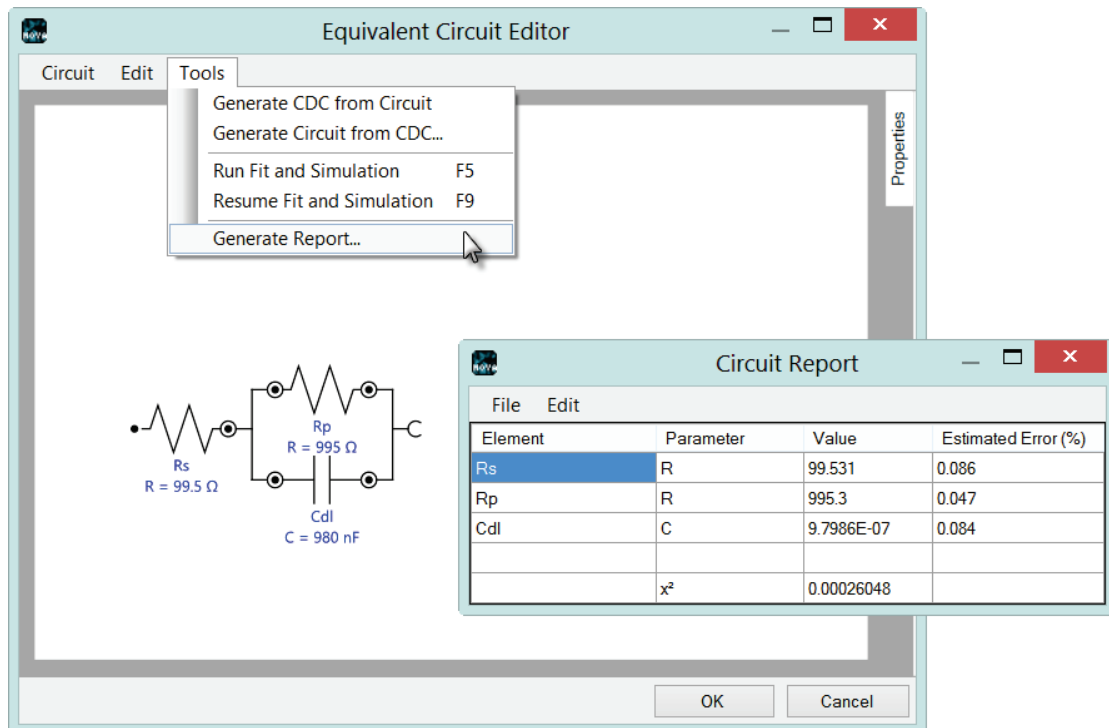 Equivalent Circuit Editor
Circuit Edit Tools
Generate CDC from Circuit
Generate Circuit from CDC...
Run Fit and Simulation F5
Resume Fit and Simulation F9
Generate Report...
Properties
Rp
R = 995 Ω
Rs
R = 99.5 Ω
Cdl
C = 980 nF
Circuit Report
File Edit
Element Parameter Value Estimated Error (%)
Rs R 99.531 0.086
Rp R 995.3 0.047
Cdl C 9.7986E-07 0.084
x² 0.00026048
OK Cancel